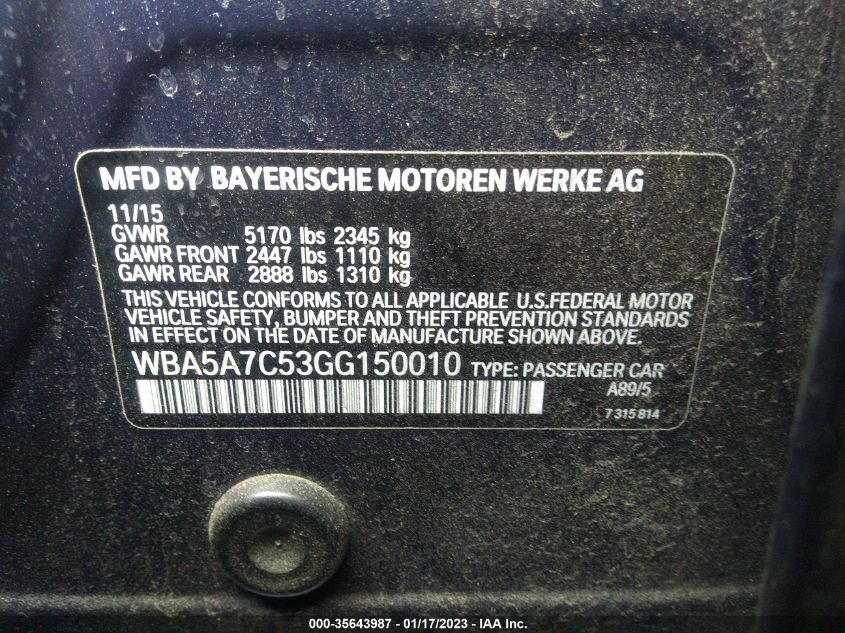 MFD BY BAYERISCHE MOTOREN WERKE AG
11/15
GVWR 5170 lbs 2345 kg
GAWR FRONT 2447 lbs 1110 kg
GAWR REAR 2888 lbs 1310 kg
THIS VEHICLE CONFORMS TO ALL APPLICABLE U.S.FEDERAL MOTOR
VEHICLE SAFETY, BUMPER AND THEFT PREVENTION STANDARDS
IN EFFECT ON THE DATE OF MANUFACTURE SHOWN ABOVE.
WBA5A7C53GG150010 TYPE: PASSENGER CAR
A89/5
7 315 814
000-35643987 - 01/17/2023 - IAA Inc.